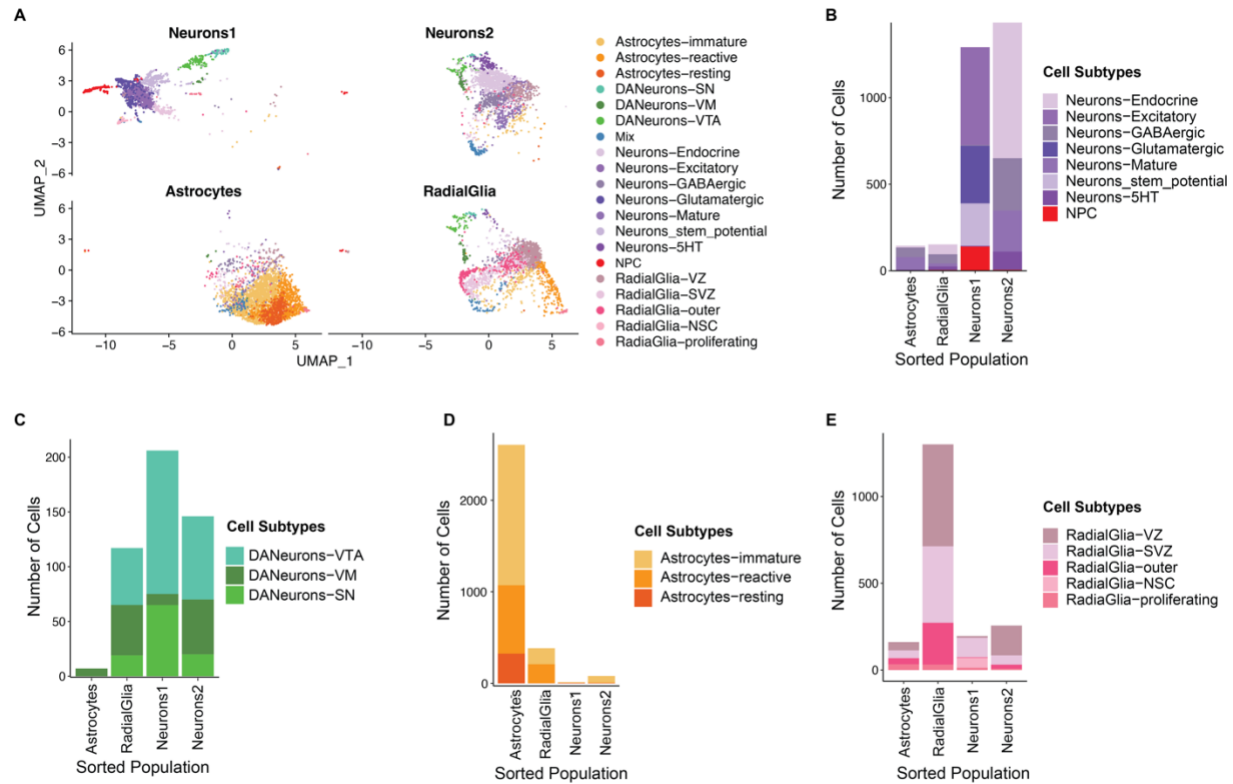 A
Neurons1
Neurons2
Astrocytes
RadialGlia
UMAP_2
6
3
0
−3
−6
6
3
0
−3
−6
−10
−5
0
5
−10
−5
0
5
UMAP_1
Astrocytes−immature
Astrocytes−reactive
Astrocytes−resting
DANeurons−SN
DANeurons−VM
DANeurons−VTA
Mix
Neurons−Endocrine
Neurons−Excitatory
Neurons−GABAergic
Neurons−Glutamatergic
Neurons−Mature
Neurons_stem_potential
Neurons−5HT
NPC
RadialGlia−VZ
RadialGlia−SVZ
RadialGlia−outer
RadialGlia−NSC
RadiaGlia−proliferating
B
Number of Cells
1000
500
0
Astrocytes
RadialGlia
Neurons1
Neurons2
Sorted Population
Cell Subtypes
Neurons−Endocrine
Neurons−Excitatory
Neurons−GABAergic
Neurons−Glutamatergic
Neurons−Mature
Neurons_stem_potential
Neurons−5HT
NPC
C
Number of Cells
200
150
100
50
0
Astrocytes
RadialGlia
Neurons1
Neurons2
Sorted Population
Cell Subtypes
DANeurons−VTA
DANeurons−VM
DANeurons−SN
D
Number of Cells
2000
1000
0
Astrocytes
RadialGlia
Neurons1
Neurons2
Sorted Population
Cell Subtypes
Astrocytes−immature
Astrocytes−reactive
Astrocytes−resting
E
Number of Cells
1000
500
0
Astrocytes
RadialGlia
Neurons1
Neurons2
Sorted Population
Cell Subtypes
RadialGlia−VZ
RadialGlia−SVZ
RadialGlia−outer
RadialGlia−NSC
RadiaGlia−proliferating